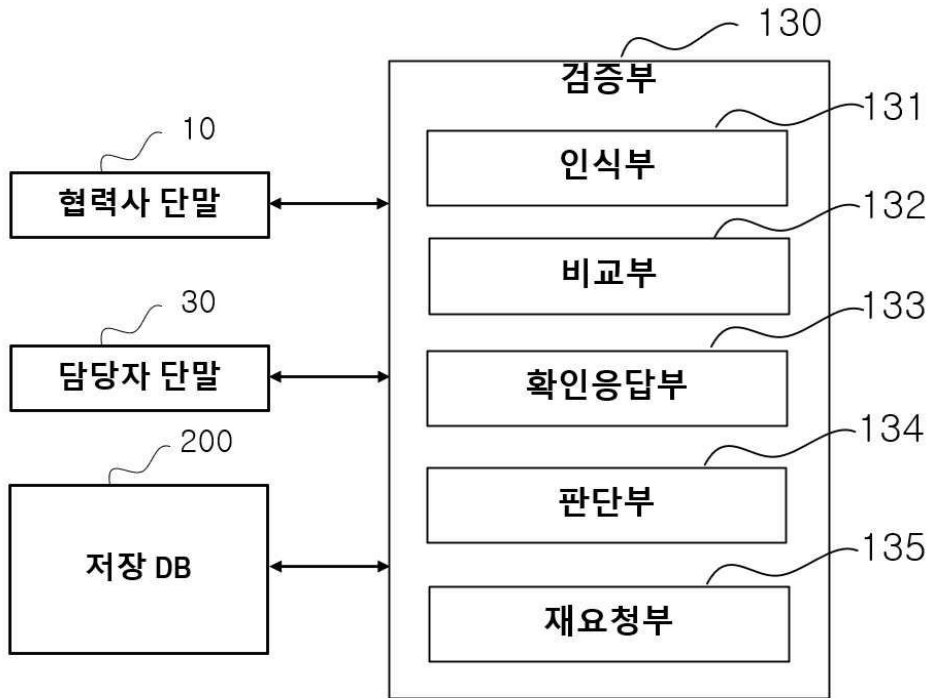 130
검증부
131
인식부
10
협력사 단말
132
비교부
30
담당자 단말
133
확인응답부
200
저장 DB
134
판단부
135
재요청부